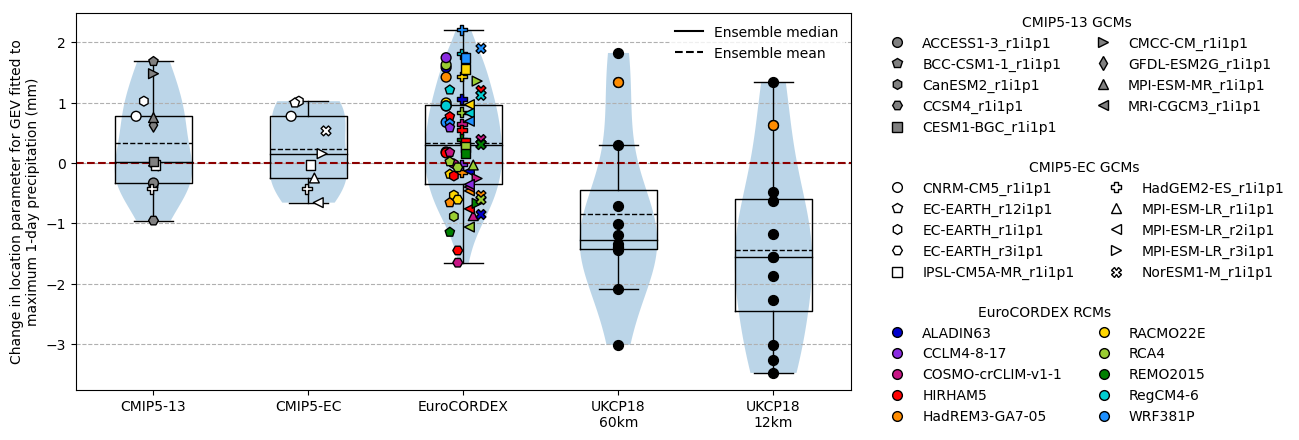 Change in location parameter for GEV fitted to
maximum 1-day precipitation (mm)
2
1
0
−1
−2
−3
Ensemble median
Ensemble mean
CMIP5-13
CMIP5-EC
EuroCORDEX
UKCP18
60km
UKCP18
12km
CMIP5-13 GCMs
ACCESS1-3_r1i1p1
BCC-CSM1-1_r1i1p1
CanESM2_r1i1p1
CCSM4_r1i1p1
CESM1-BGC_r1i1p1
CMCC-CM_r1i1p1
GFDL-ESM2G_r1i1p1
MPI-ESM-MR_r1i1p1
MRI-CGCM3_r1i1p1
CMIP5-EC GCMs
CNRM-CM5_r1i1p1
EC-EARTH_r12i1p1
EC-EARTH_r1i1p1
EC-EARTH_r3i1p1
IPSL-CM5A-MR_r1i1p1
HadGEM2-ES_r1i1p1
MPI-ESM-LR_r1i1p1
MPI-ESM-LR_r2i1p1
MPI-ESM-LR_r3i1p1
NorESM1-M_r1i1p1
EuroCORDEX RCMs
ALADIN63
CCLM4-8-17
COSMO-crCLIM-v1-1
HIRHAM5
HadREM3-GA7-05
RACMO22E
RCA4
REMO2015
RegCM4-6
WRF381P